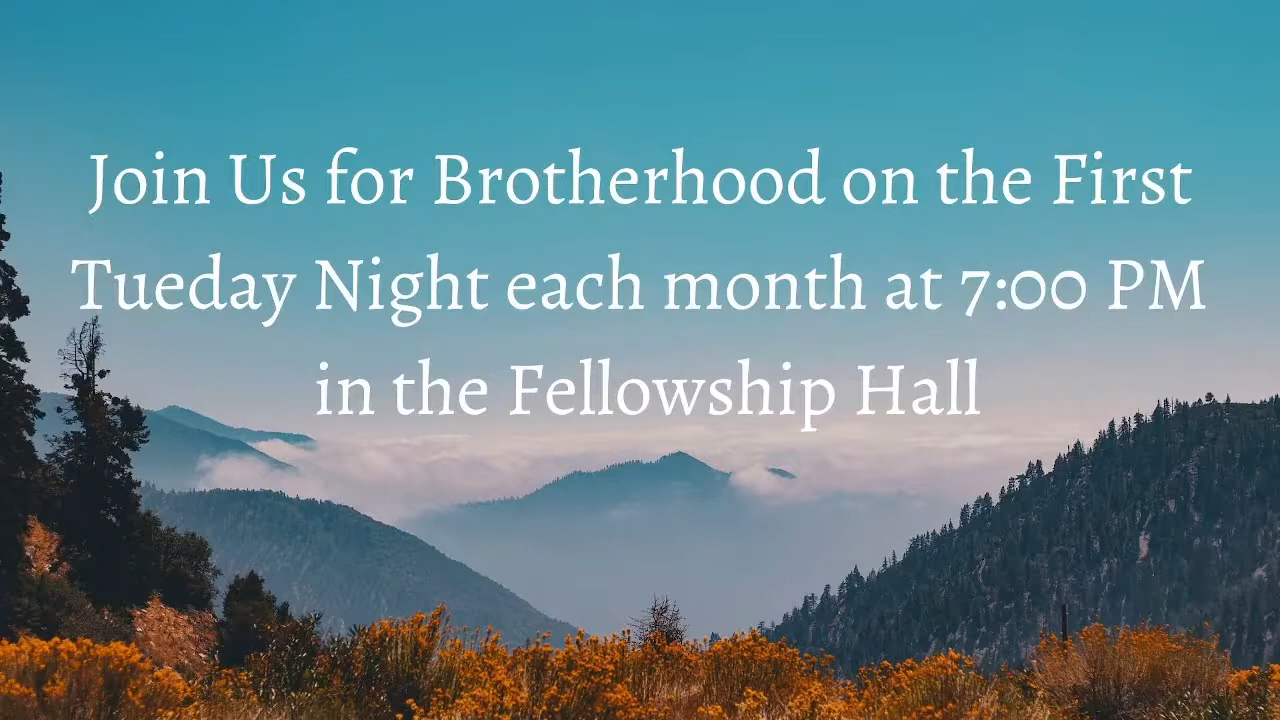 Join Us for Brotherhood on the First
Tueday Night each month at 7:00 PM
in the Fellowship Hall